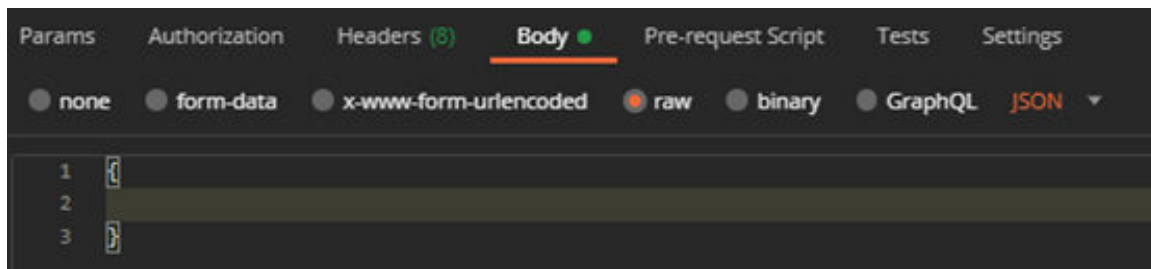 Params Authorization Headers (8) Body Pre-request Script Tests Settings
none form-data x-www-form-urlencoded raw binary GraphQL JSON
1 {
2
3 }